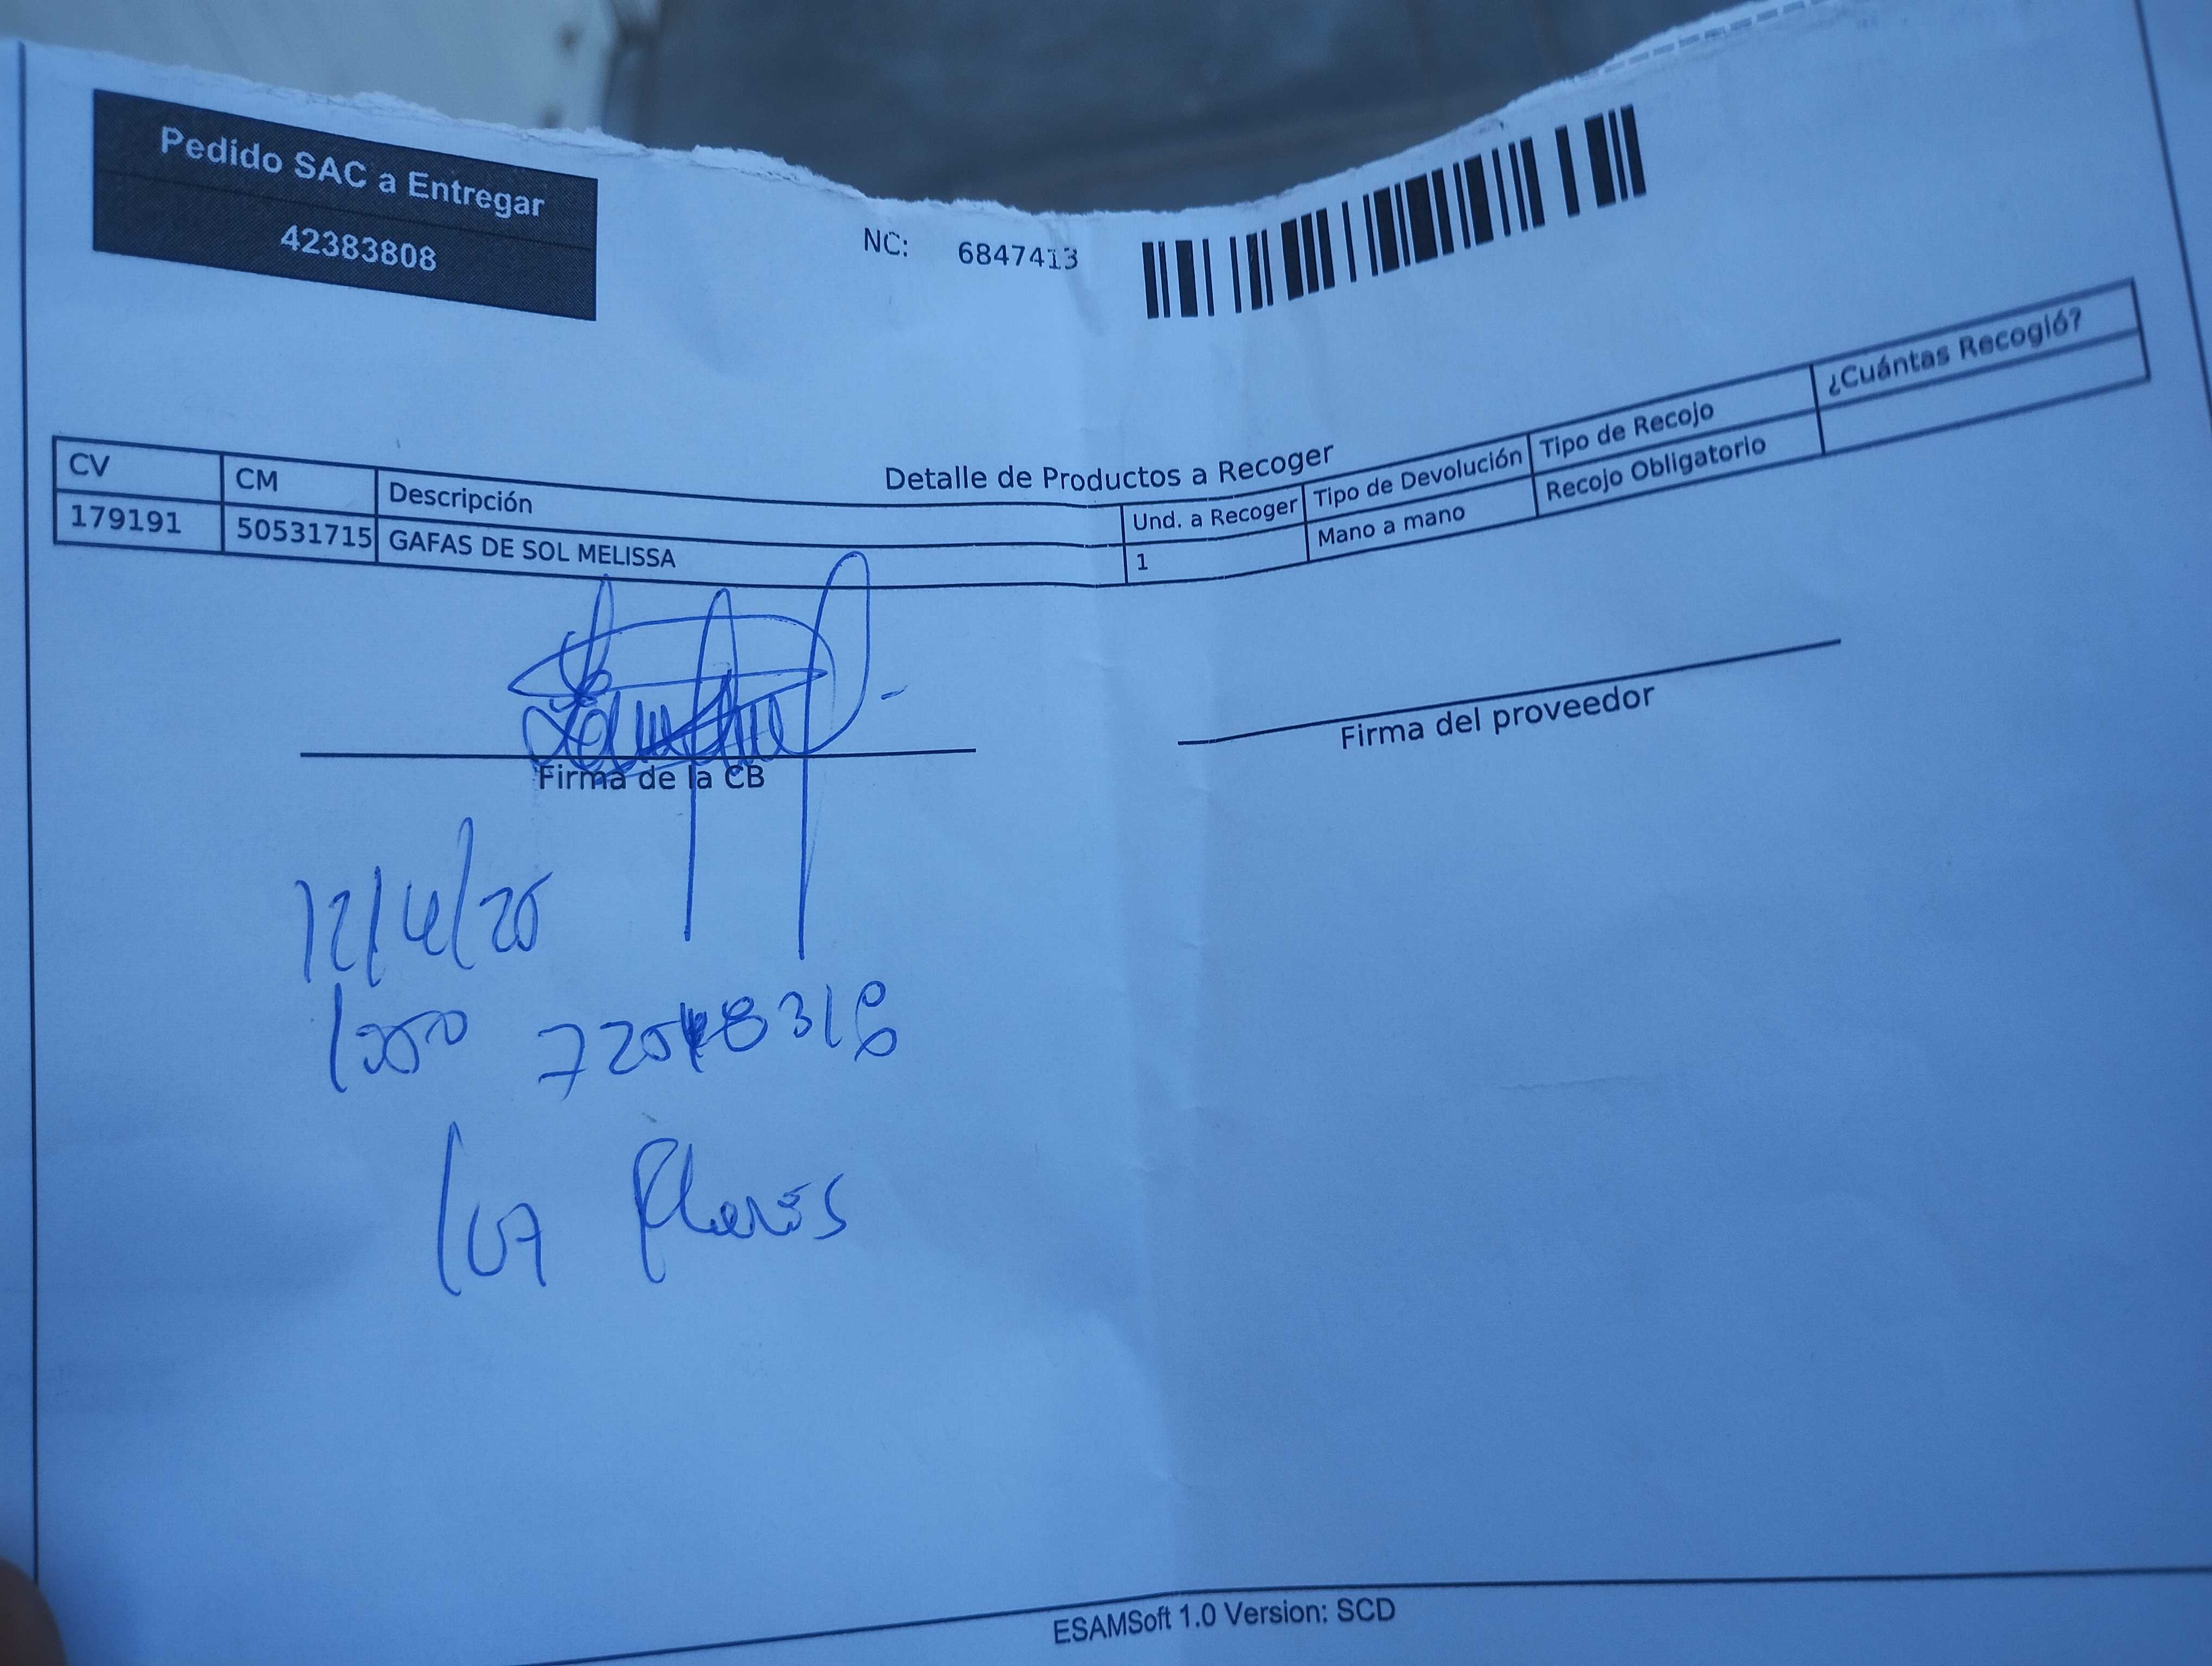 Pedido SAC a Entregar
42383808
NC: 6847413
Detalle de Productos a Recoger
CV CM Descripción Und. a Recoger Tipo de Devolución Tipo de Recojo ¿Cuántas Recogió?
179191 50531715 GAFAS DE SOL MELISSA 1 Mano a mano Recojo Obligatorio
Firma de la CB
Firma del proveedor
12/4/25
Flores
ESAMSoft 1.0 Version: SCD